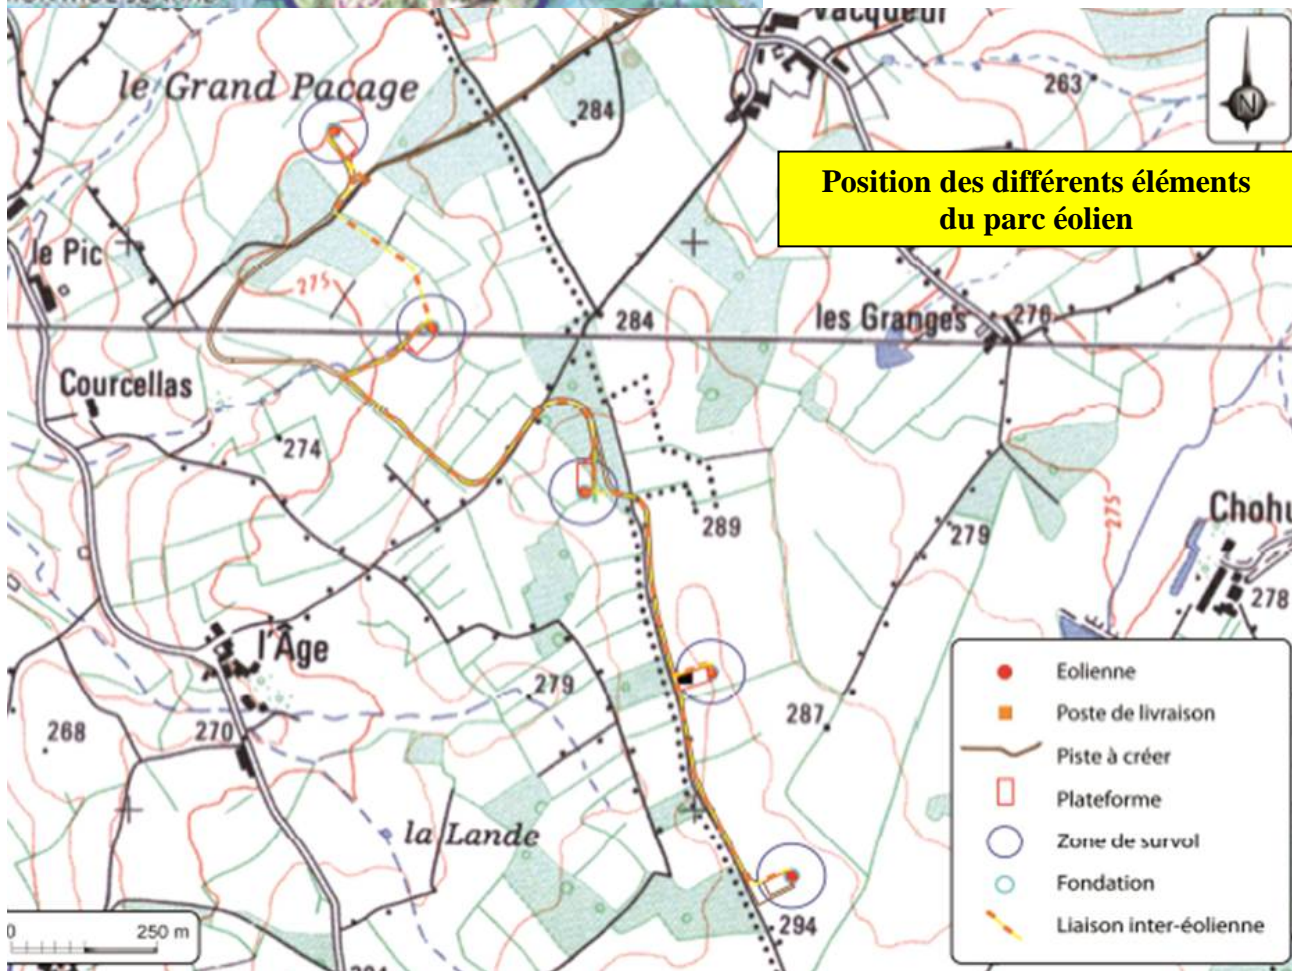 Vacqueur
le Grand Pacage
263
284
N
Position des différents éléments
du parc éolien
le Pic
275
284
les Granges
276
Courcellas
274
289
279
275
Chohu
278
l'Âge
279
287
268
270
la Lande
294
0
250 m
Eolienne
Poste de livraison
Piste à créer
Plateforme
Zone de survol
Fondation
Liaison inter-éolienne